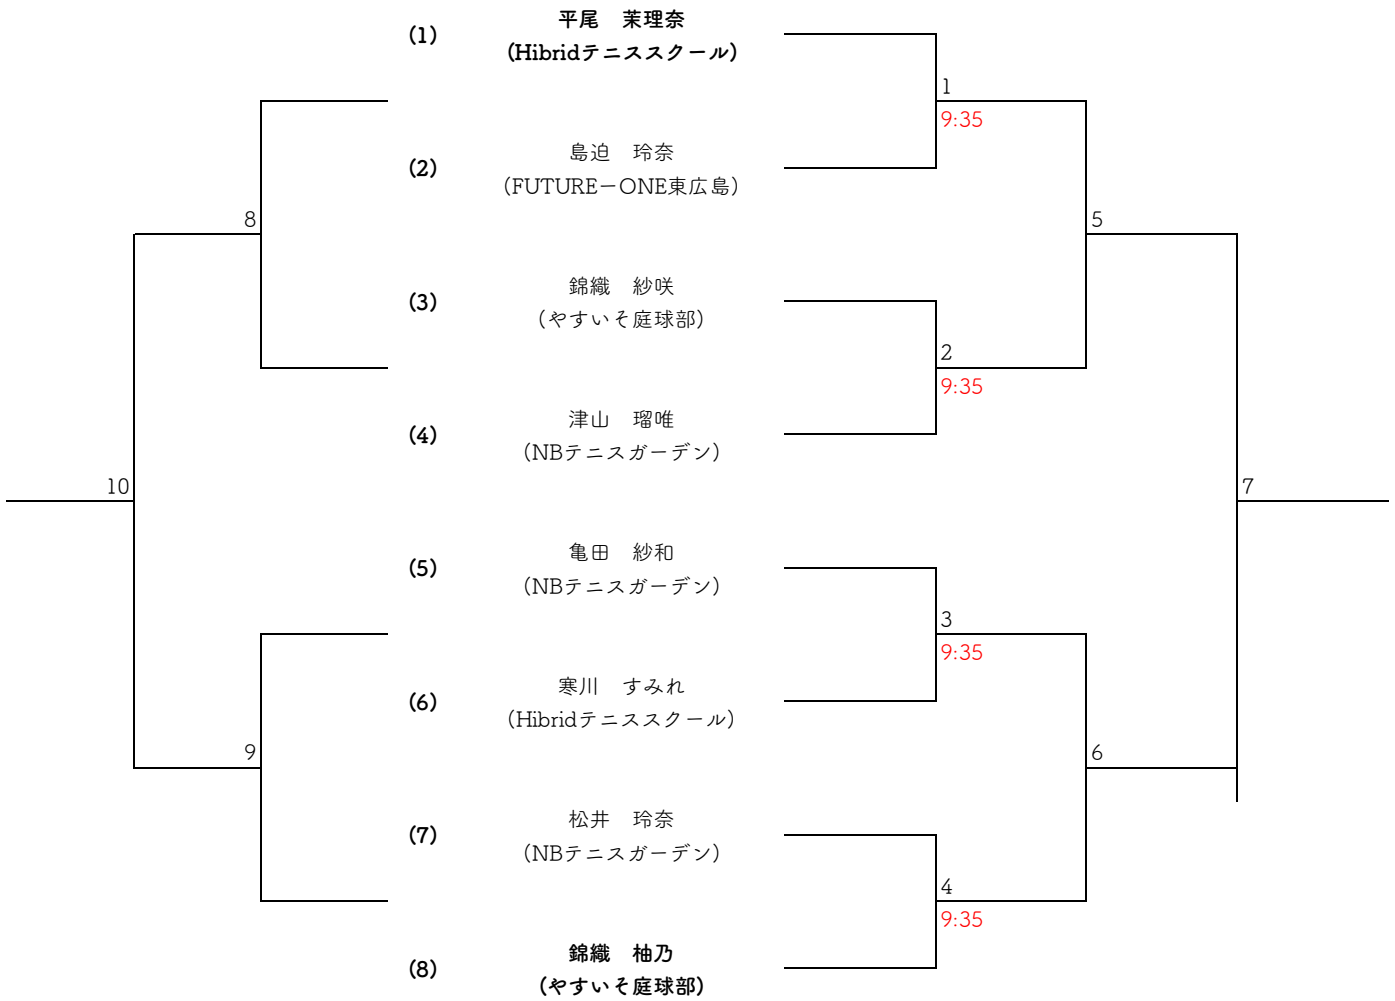 (1)
平尾　茉理奈
(Hibridテニススクール)
1
9:35
(2)
島迫　玲奈
(FUTURE－ONE東広島)
8
5
(3)
錦織　紗咲
(やすいそ庭球部)
2
9:35
(4)
津山　瑠唯
(NBテニスガーデン)
10
7
(5)
亀田　紗和
(NBテニスガーデン)
3
9:35
(6)
寒川　すみれ
(Hibridテニススクール)
9
6
(7)
松井　玲奈
(NBテニスガーデン)
4
9:35
(8)
錦織　柚乃
(やすいそ庭球部)